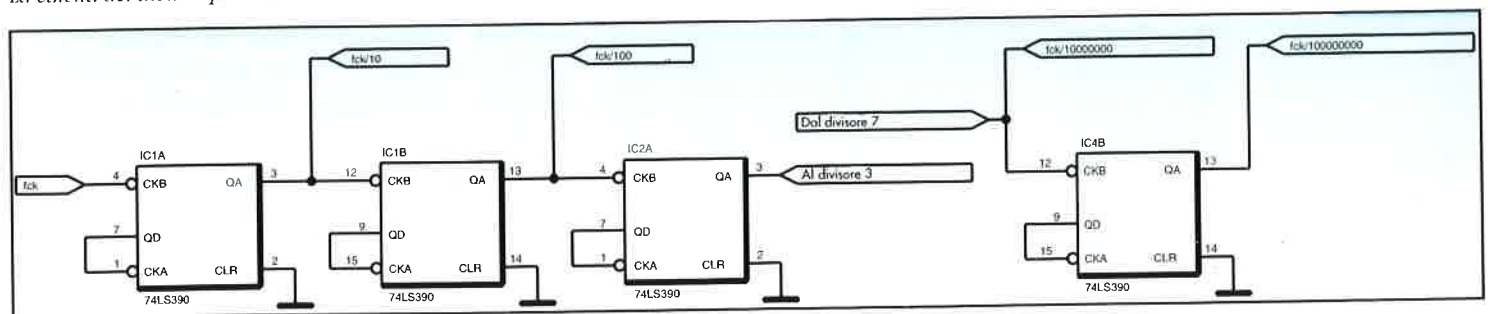 fck
IC1A
4
CKB
QA
3
7
QD
1
CKA
CLR
2
74LS390
fck/10
IC1B
12
CKB
QA
13
9
QD
15
CKA
CLR
14
74LS390
fck/100
IC2A
4
CKB
QA
3
7
QD
1
CKA
CLR
2
74LS390
Dal divisore 7
Al divisore 3
fck/10000000
IC4B
12
CKB
QA
13
9
QD
15
CKA
CLR
14
74LS390
fck/100000000